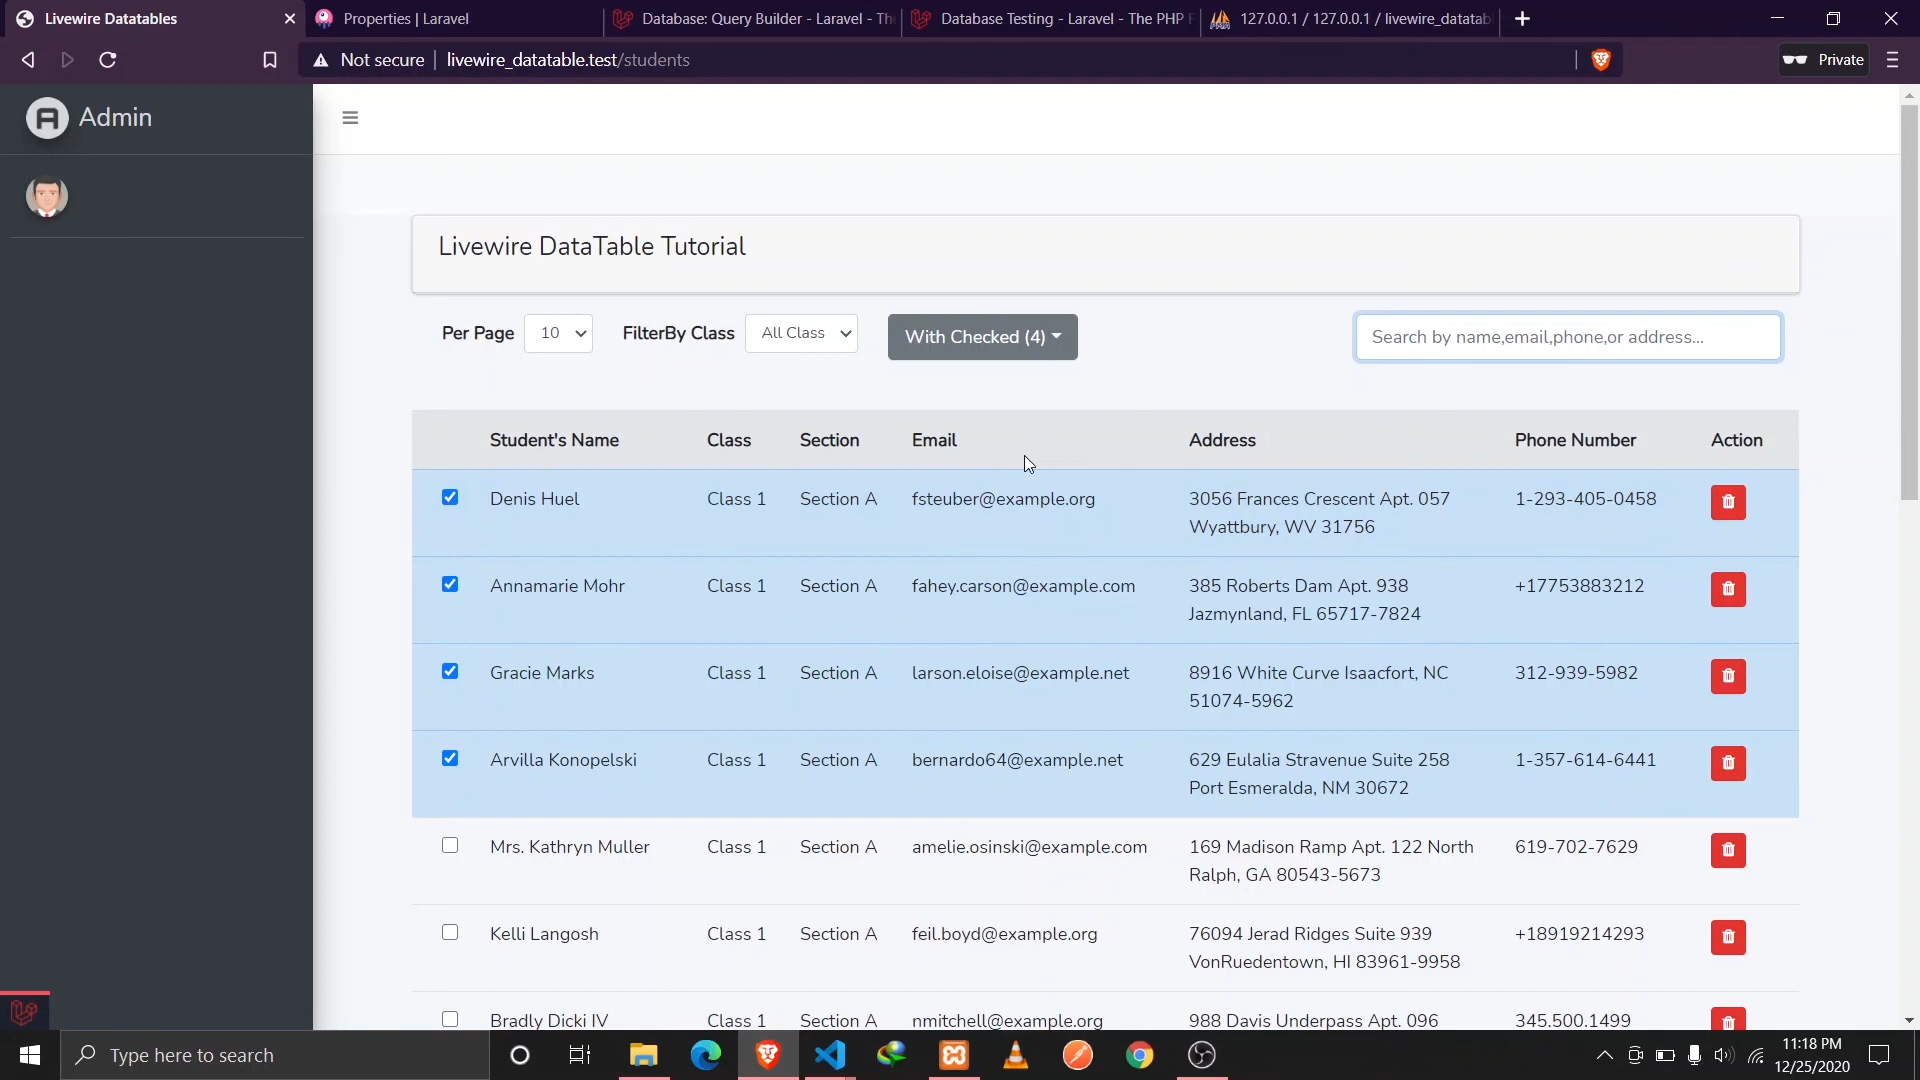 Livewire Datatables
Properties | Laravel
Database: Query Builder - Laravel - Th
Database Testing - Laravel - The PHP F
127.0.0.1 / 127.0.0.1 / livewire_datatab
Not secure
livewire_datatable.test/students
Private
Admin
Livewire DataTable Tutorial
Per Page 10 FilterBy Class All Class With Checked (4) Search by name,email,phone,or address...
Student's Name Class Section Email Address Phone Number Action
Denis Huel Class 1 Section A fsteuber@example.org 3056 Frances Crescent Apt. 057 1-293-405-0458
Wyattbury, WV 31756
Annamarie Mohr Class 1 Section A fahey.carson@example.com 385 Roberts Dam Apt. 938 +17753883212
Jazmynland, FL 65717-7824
Gracie Marks Class 1 Section A larson.eloise@example.net 8916 White Curve Isaacfort, NC 312-939-5982
51074-5962
Arvilla Konopelski Class 1 Section A bernardo64@example.net 629 Eulalia Stravenue Suite 258 1-357-614-6441
Port Esmeralda, NM 30672
Mrs. Kathryn Muller Class 1 Section A amelie.osinski@example.com 169 Madison Ramp Apt. 122 North 619-702-7629
Ralph, GA 80543-5673
Kelli Langosh Class 1 Section A feil.boyd@example.org 76094 Jerad Ridges Suite 939 +18919214293
VonRuedentown, HI 83961-9958
Bradly Dicki IV Class 1 Section A nmitchell@example.org 988 Davis Underpass Apt. 096 345.500.1499
Type here to search
11:18 PM
12/25/2020